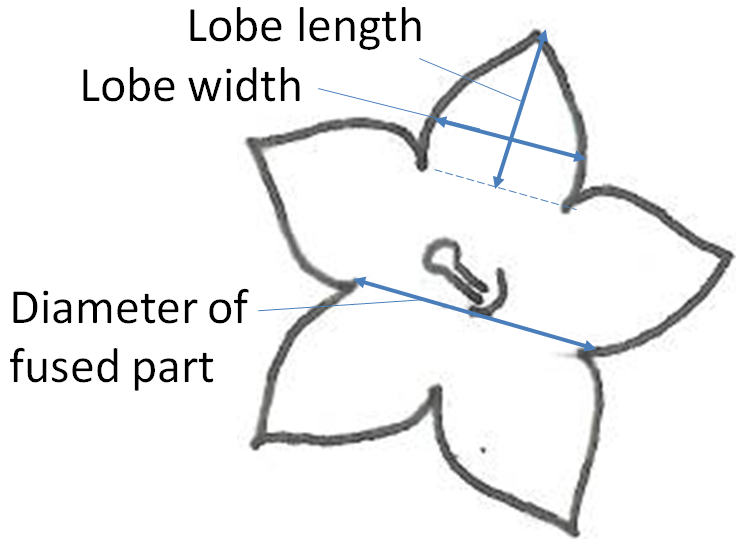 Lobe length
Lobe width
Diameter of
fused part